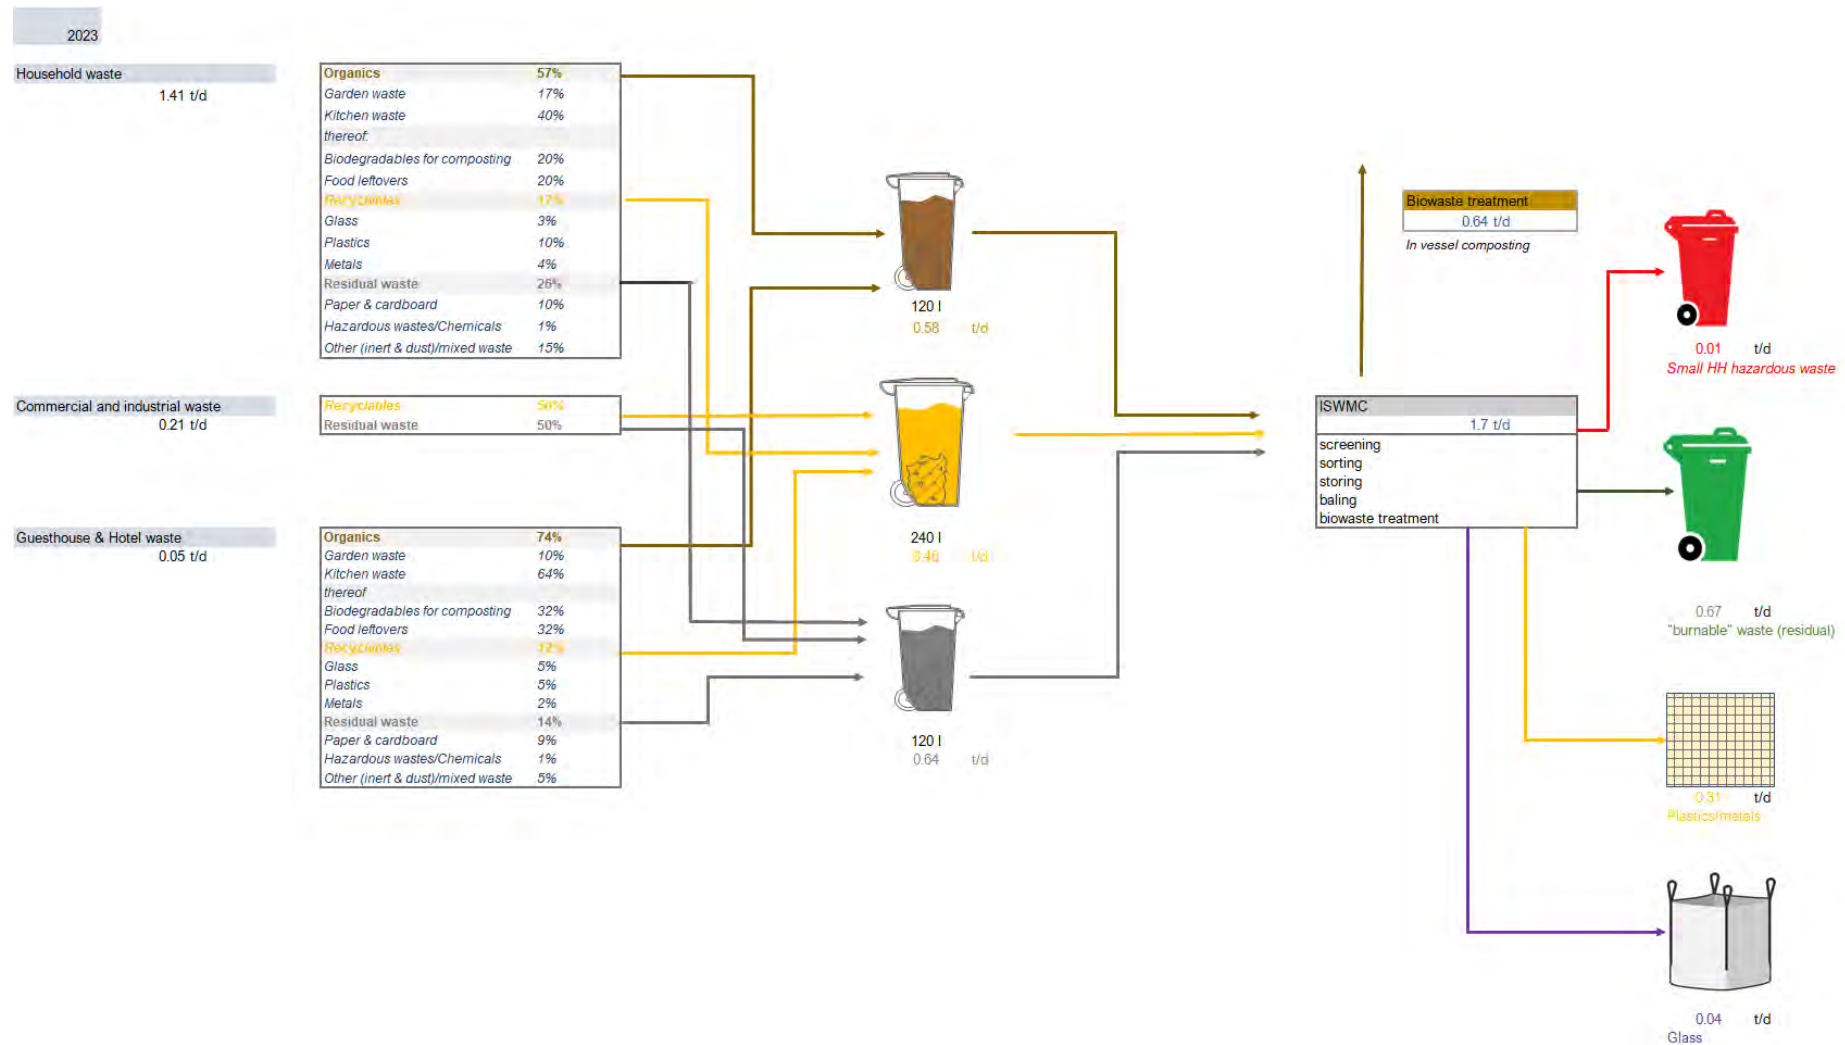 2023
Household waste
1.41 t/d
Organics 57%
Garden waste 17%
Kitchen waste 40%
thereof:
Biodegradables for composting 20%
Food leftovers 20%
Recyclables 17%
Glass 3%
Plastics 10%
Metals 4%
Residual waste 26%
Paper & cardboard 10%
Hazardous wastes/Chemicals 1%
Other (inert & dust)/mixed waste 15%
Commercial and industrial waste
0.21 t/d
Recyclables 50%
Residual waste 50%
Guesthouse & Hotel waste
0.05 t/d
Organics 74%
Garden waste 10%
Kitchen waste 64%
thereof
Biodegradables for composting 32%
Food leftovers 32%
Recyclables 12%
Glass 5%
Plastics 5%
Metals 2%
Residual waste 14%
Paper & cardboard 9%
Hazardous wastes/Chemicals 1%
Other (inert & dust)/mixed waste 5%
120 l
0.58 t/d
240 l
0.46 t/d
120 l
0.64 t/d
Biowaste treatment
0.64 t/d
In vessel composting
ISWMC
1.7 t/d
screening
sorting
storing
baling
biowaste treatment
0.01 t/d
Small HH hazardous waste
0.67 t/d
"burnable" waste (residual)
0.31 t/d
Plastics/metals
0.04 t/d
Glass